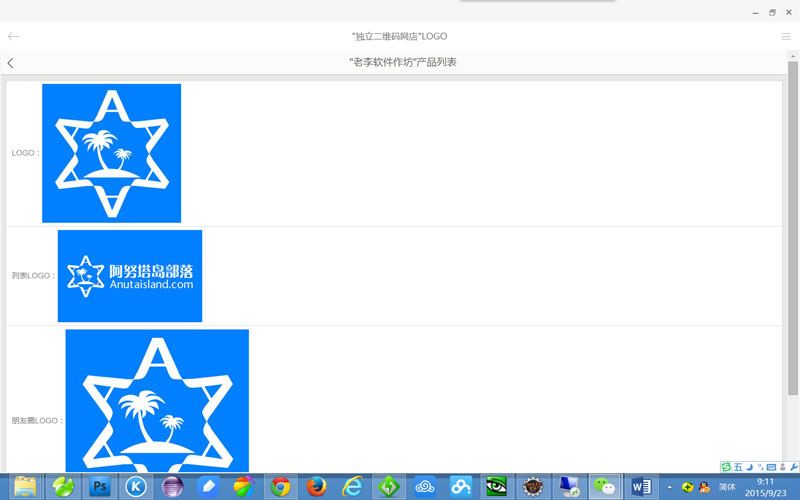 "独立二维码网店"LOGO
"老李软件作坊"产品列表
LOGO：
A
A
列表LOGO：
阿努塔岛部落
Anutaisland.com
朋友圈LOGO：
A
五
Ps
K
W
简体
9:11
2015/9/23